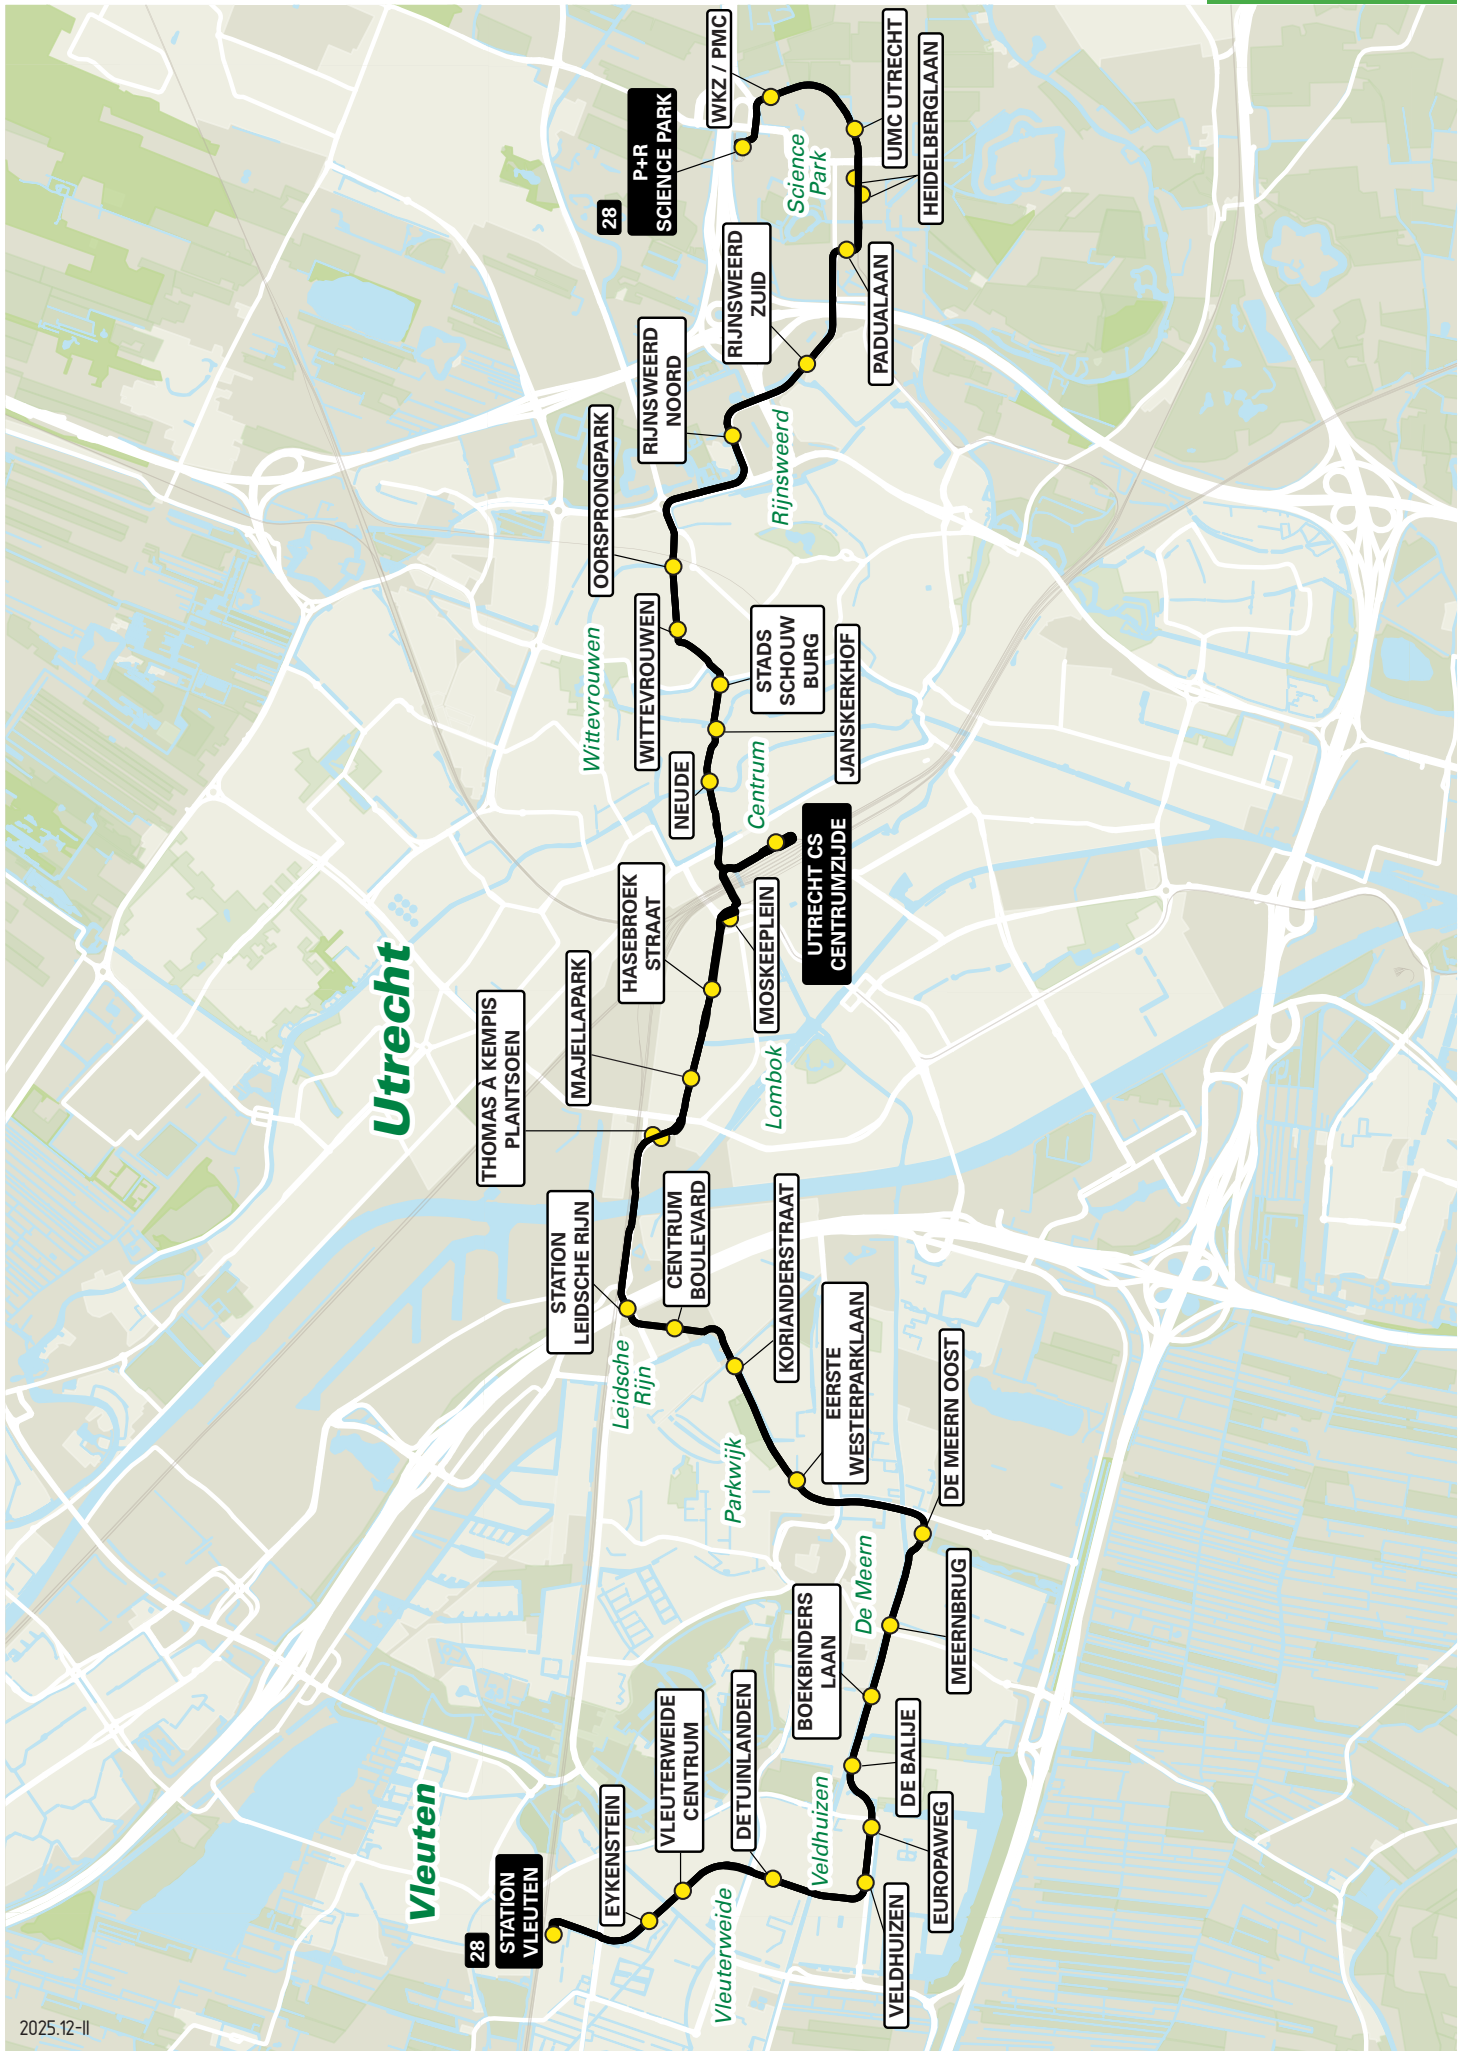 28
STATION
VLEUTEN
Vleuten
EYKENSTEIN
VLEUTERWEIDE
CENTRUM
Vleuterweide
DE TUINLANDEN
Veldhuizen
VELDHUIZEN
EUROPAWEG
DE BALIJE
BOEKBINDERS
LAAN
De Meern
MEERNBRUG
DE MEERN OOST
Parkwijk
EERSTE
WESTERPARKLAAN
KORIANDERSTRAAT
Leidsche
Rijn
CENTRUM
BOULEVARD
STATION
LEIDSCHE RIJN
Utrecht
THOMAS À KEMPIS
PLANTSOEN
MAJELLAPARK
Lombok
HASEBROEK
STRAAT
MOSKEEPLEIN
UTRECHT CS
CENTRUMZIJDE
Centrum
NEUDE
JANSKERKHOF
STADS
SCHOUW
BURG
Wittevrouwen
WITTEVROUWEN
OORSPRONGPARK
Rijnsweerd
RIJNSWEERD
NOORD
RIJNSWEERD
ZUID
PADUALAAN
Science
Park
HEIDELBERGLAAN
UMC UTRECHT
WKZ / PMC
28
P+R
SCIENCE PARK
2025.12-II